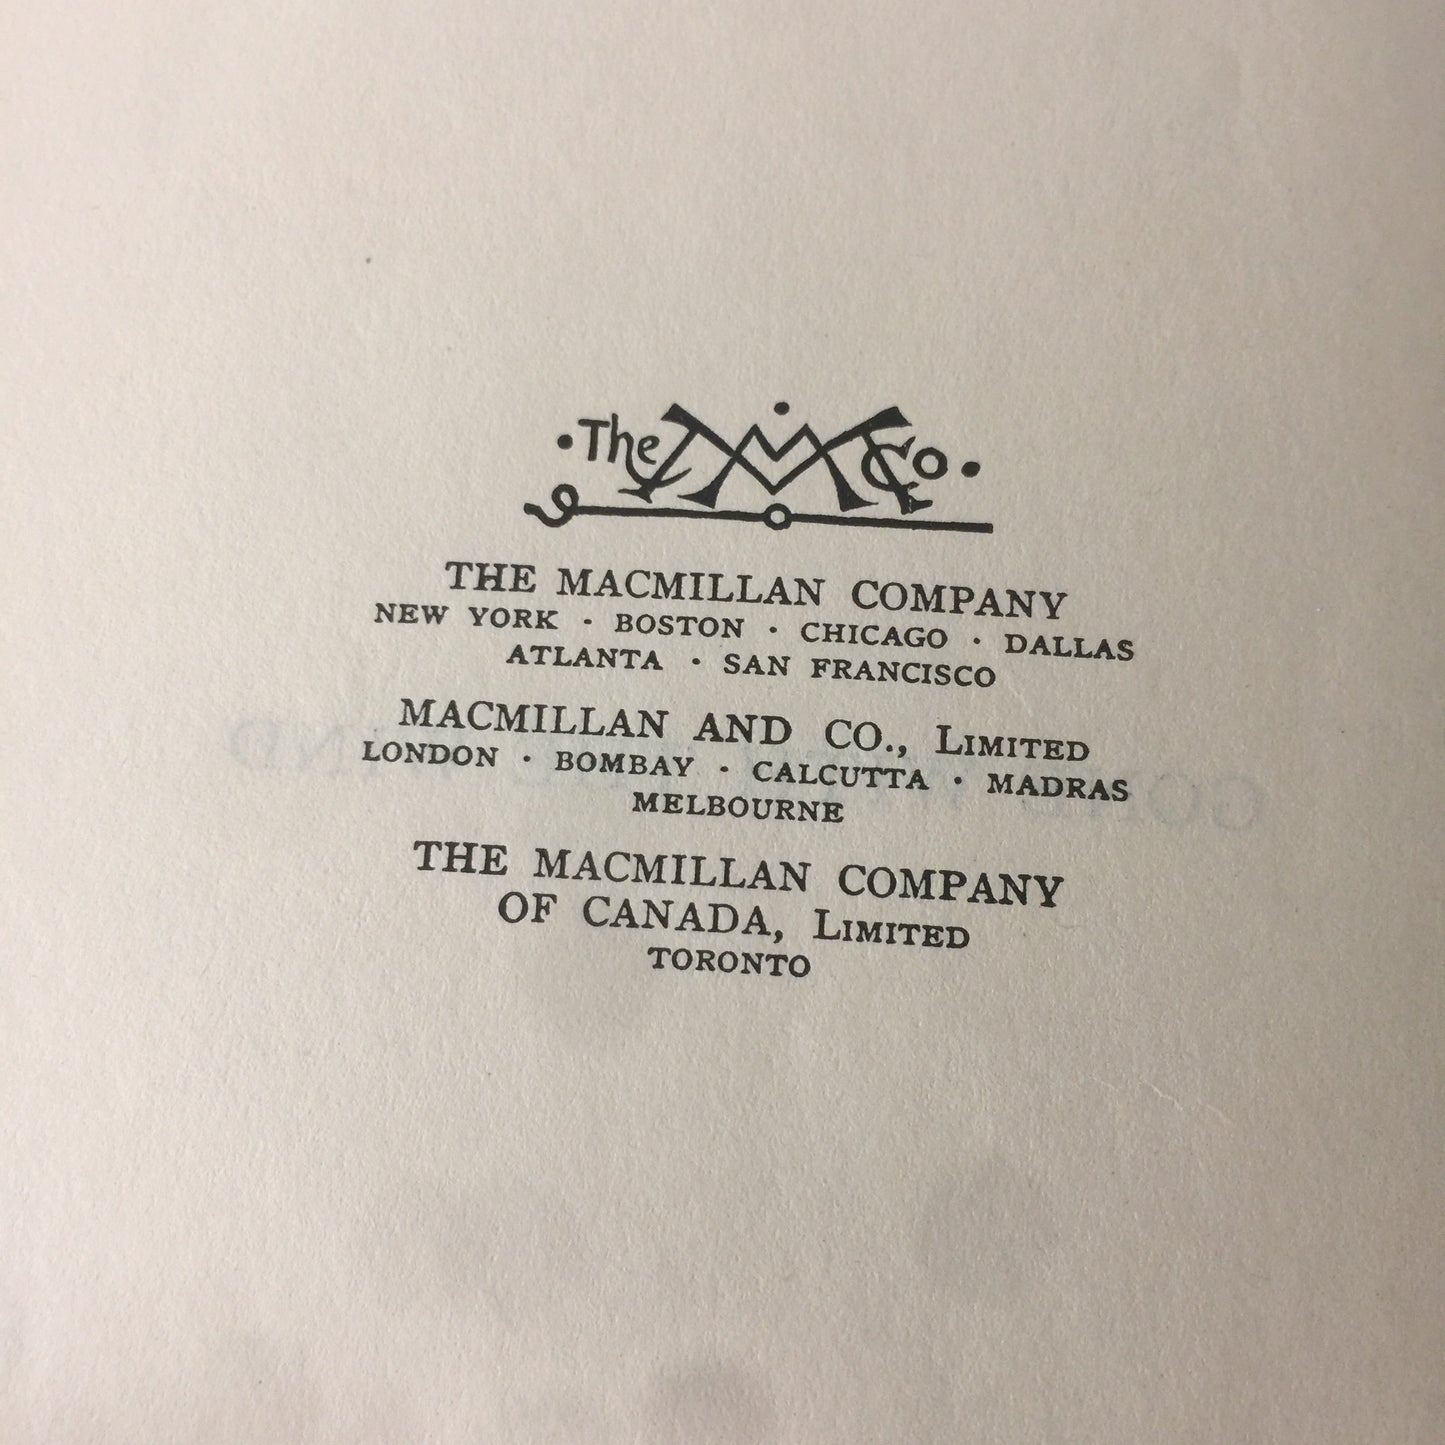 • The M Co •
THE MACMILLAN COMPANY
NEW YORK · BOSTON · CHICAGO · DALLAS
ATLANTA · SAN FRANCISCO
MACMILLAN AND CO., LIMITED
LONDON · BOMBAY · CALCUTTA · MADRAS
MELBOURNE
THE MACMILLAN COMPANY
OF CANADA, LIMITED
TORONTO